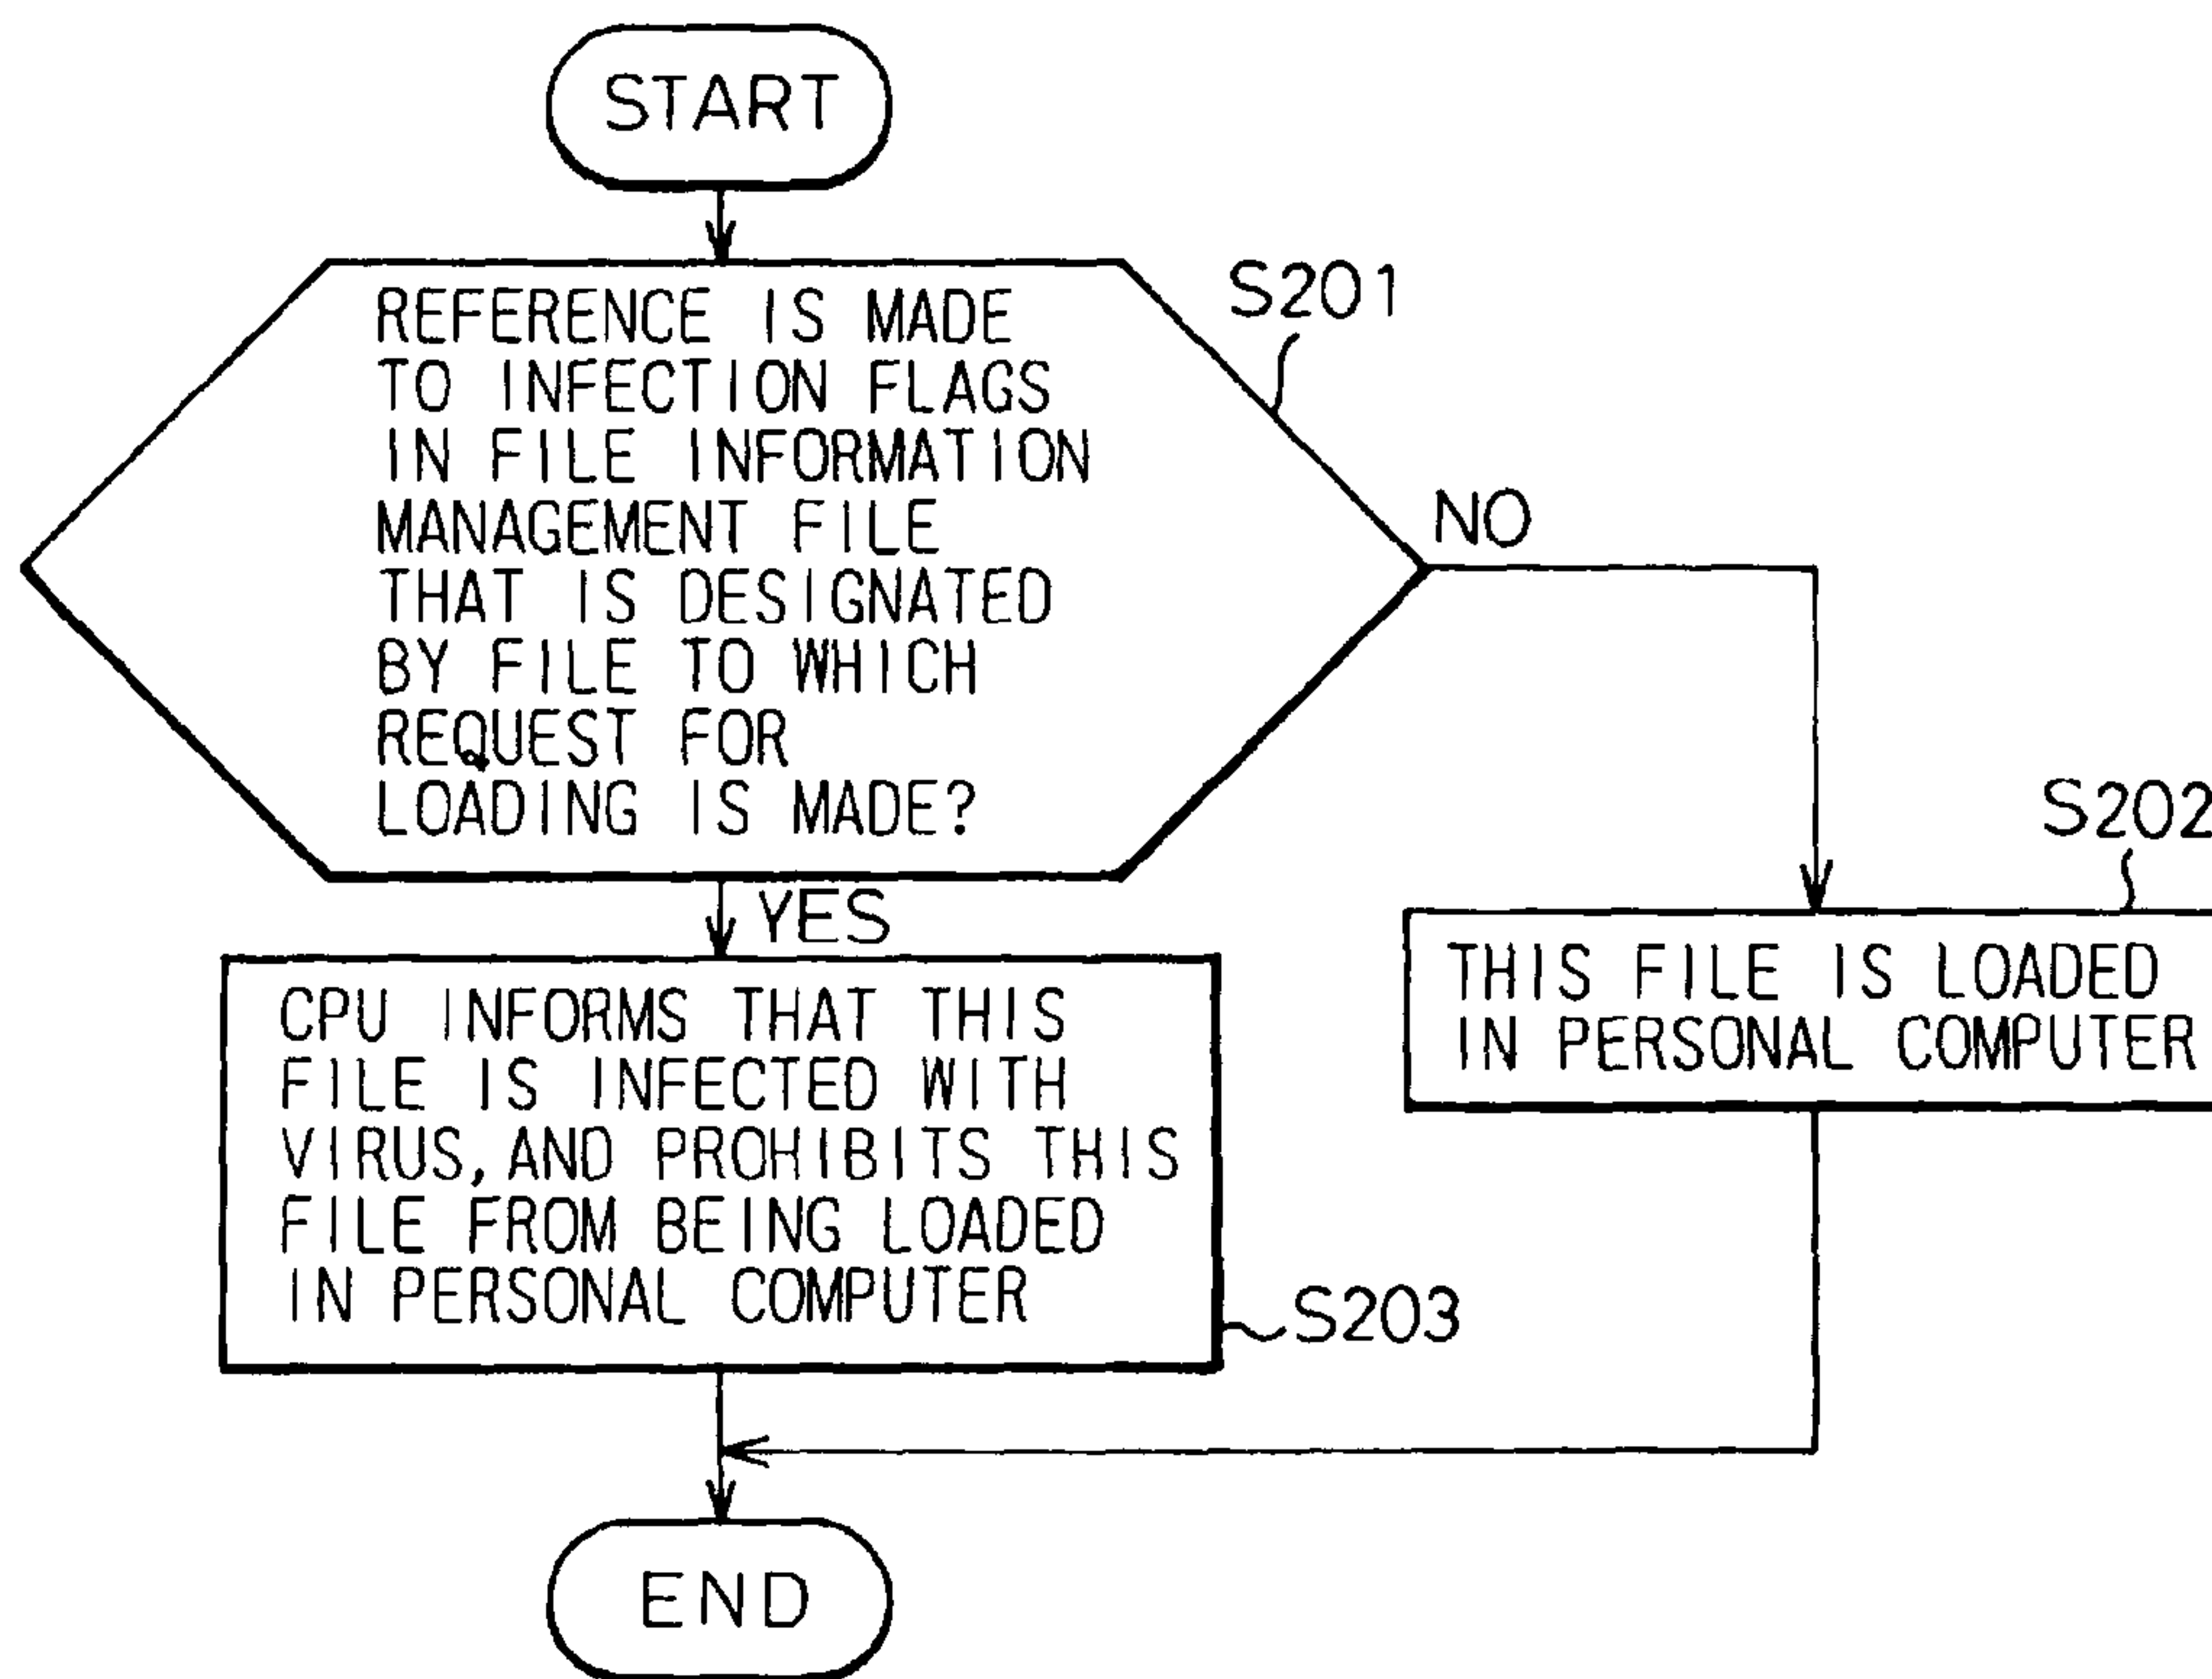 START
S201
REFERENCE IS MADE
TO INFECTION FLAGS
IN FILE INFORMATION
MANAGEMENT FILE
THAT IS DESIGNATED
BY FILE TO WHICH
REQUEST FOR
LOADING IS MADE?
NO
YES
S202
THIS FILE IS LOADED
IN PERSONAL COMPUTER
CPU INFORMS THAT THIS
FILE IS INFECTED WITH
VIRUS, AND PROHIBITS THIS
FILE FROM BEING LOADED
IN PERSONAL COMPUTER
S203
END